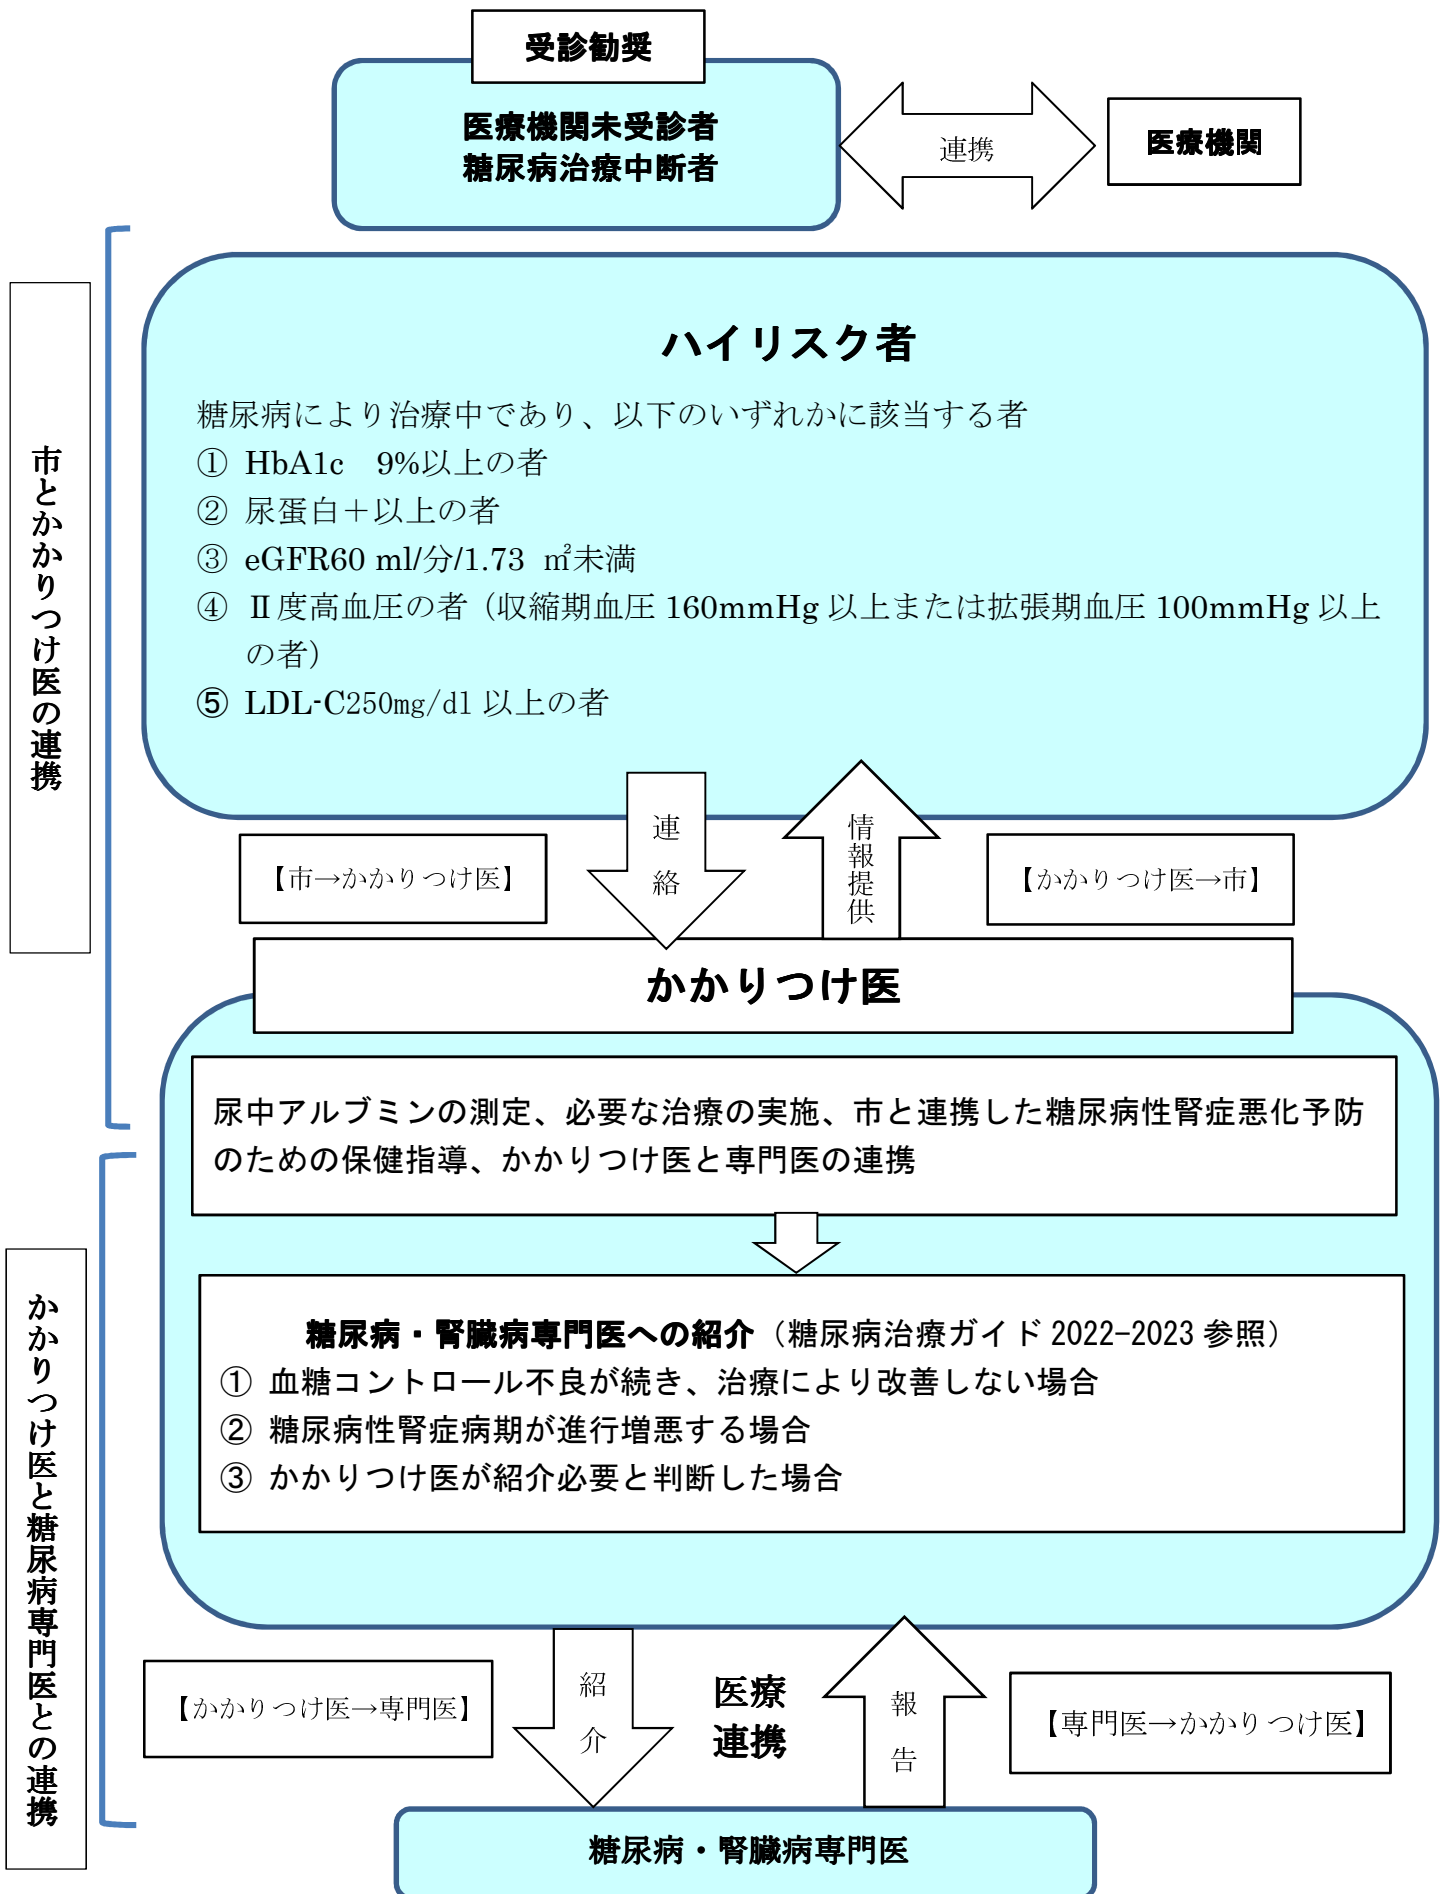 受診勧奨
医療機関未受診者
糖尿病治療中断者
連携
医療機関
市とかかりつけ医の連携
ハイリスク者
糖尿病により治療中であり、以下のいずれかに該当する者
① HbA1c　9%以上の者
② 尿蛋白＋以上の者
③ eGFR60 ml/分/1.73 ㎡未満
④ Ⅱ度高血圧の者（収縮期血圧 160mmHg 以上または拡張期血圧 100mmHg 以上
の者）
⑤ LDL-C250mg/dl 以上の者
【市→かかりつけ医】
連絡
情報提供
【かかりつけ医→市】
かかりつけ医
尿中アルブミンの測定、必要な治療の実施、市と連携した糖尿病性腎症悪化予防
のための保健指導、かかりつけ医と専門医の連携
かかりつけ医と糖尿病専門医との連携
糖尿病・腎臓病専門医への紹介（糖尿病治療ガイド 2022-2023 参照）
① 血糖コントロール不良が続き、治療により改善しない場合
② 糖尿病性腎症病期が進行増悪する場合
③ かかりつけ医が紹介必要と判断した場合
【かかりつけ医→専門医】
紹介
医療
連携
報告
【専門医→かかりつけ医】
糖尿病・腎臓病専門医